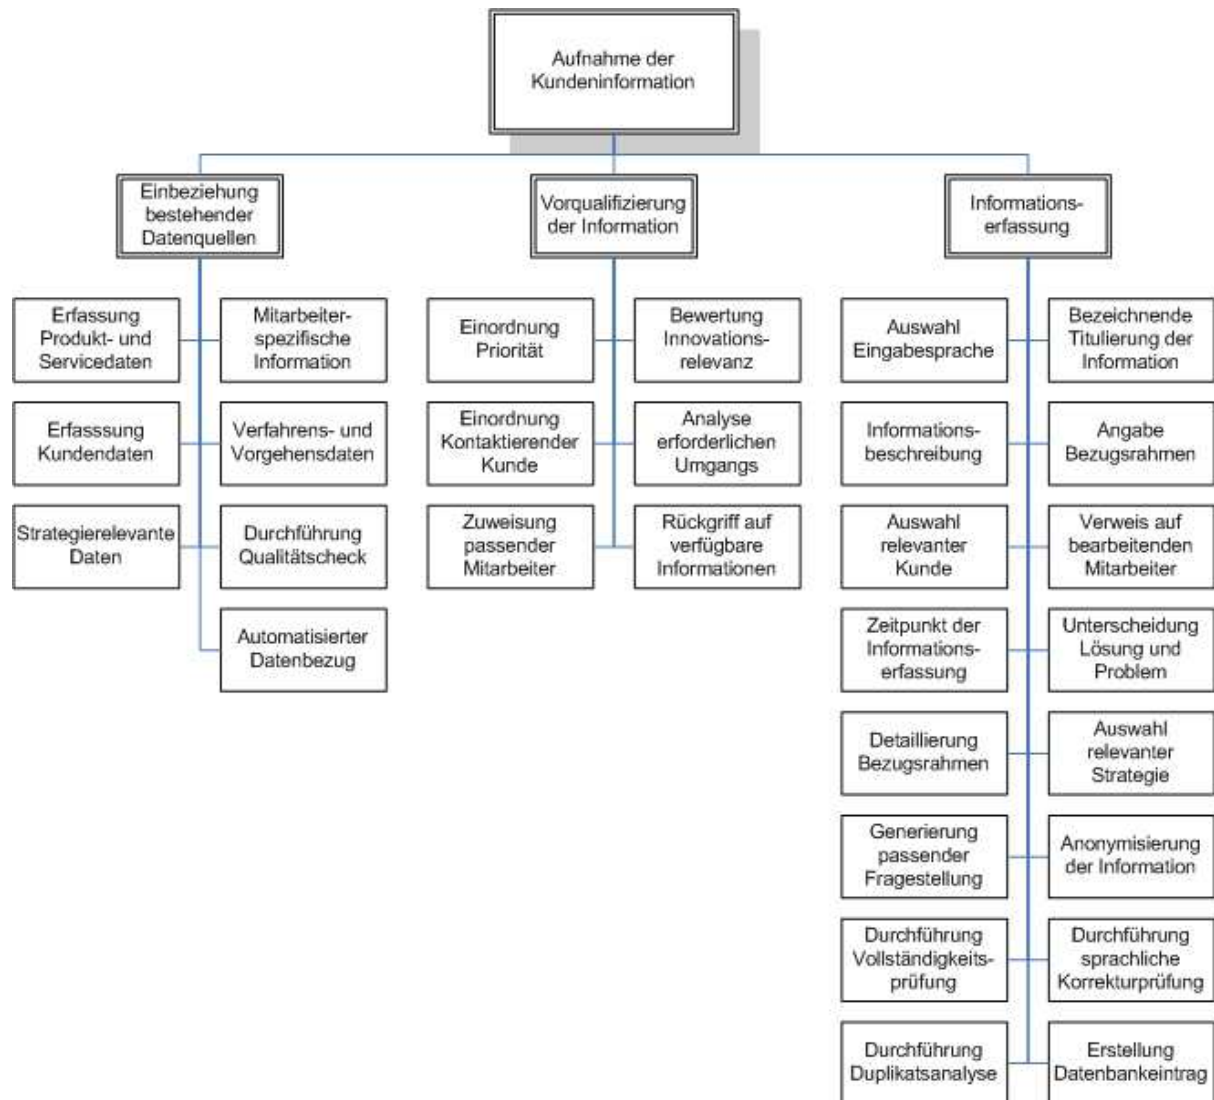 Aufnahme der
Kundeninformation
Einbeziehung
bestehender
Datenquellen
Vorqualifizierung
der Information
Informations-
erfassung
Erfassung
Produkt- und
Servicedaten
Mitarbeiter-
spezifische
Information
Erfasssung
Kundendaten
Verfahrens- und
Vorgehensdaten
Strategierelevante
Daten
Durchführung
Qualitätscheck
Automatisierter
Datenbezug
Einordnung
Priorität
Bewertung
Innovations-
relevanz
Einordnung
Kontaktierender
Kunde
Analyse
erforderlichen
Umgangs
Zuweisung
passender
Mitarbeiter
Rückgriff auf
verfügbare
Informationen
Auswahl
Eingabesprache
Bezeichnende
Titulierung der
Information
Informations-
beschreibung
Angabe
Bezugsrahmen
Auswahl
relevanter
Kunde
Verweis auf
bearbeitenden
Mitarbeiter
Zeitpunkt der
Informations-
erfassung
Unterscheidung
Lösung und
Problem
Detaillierung
Bezugsrahmen
Auswahl
relevanter
Strategie
Generierung
passender
Fragestellung
Anonymisierung
der Information
Durchführung
Vollständigkeits-
prüfung
Durchführung
sprachliche
Korrekturprüfung
Durchführung
Duplikatsanalyse
Erstellung
Datenbankeintrag